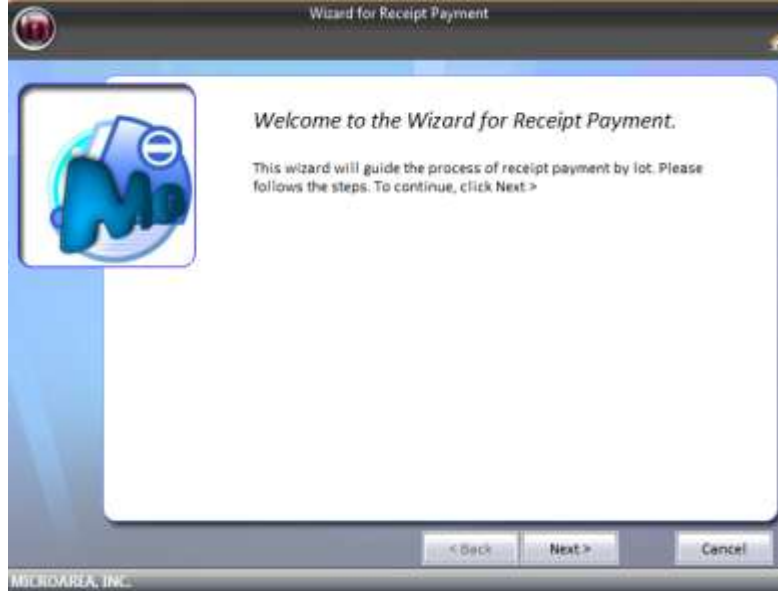 Wizard for Receipt Payment
Welcome to the Wizard for Receipt Payment.
This wizard will guide the process of receipt payment by lot. Please
follows the steps. To continue, click Next >
< Back Next > Cancel
MICROAREA, INC.